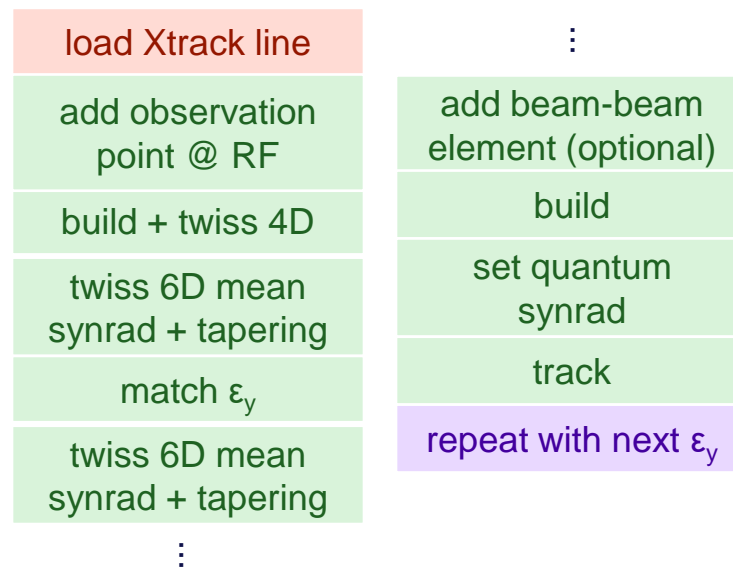 load Xtrack line
add observation
point @ RF
build + twiss 4D
twiss 6D mean
synrad + tapering
match εy
twiss 6D mean
synrad + tapering
⋮
⋮
add beam-beam
element (optional)
build
set quantum
synrad
track
repeat with next εy